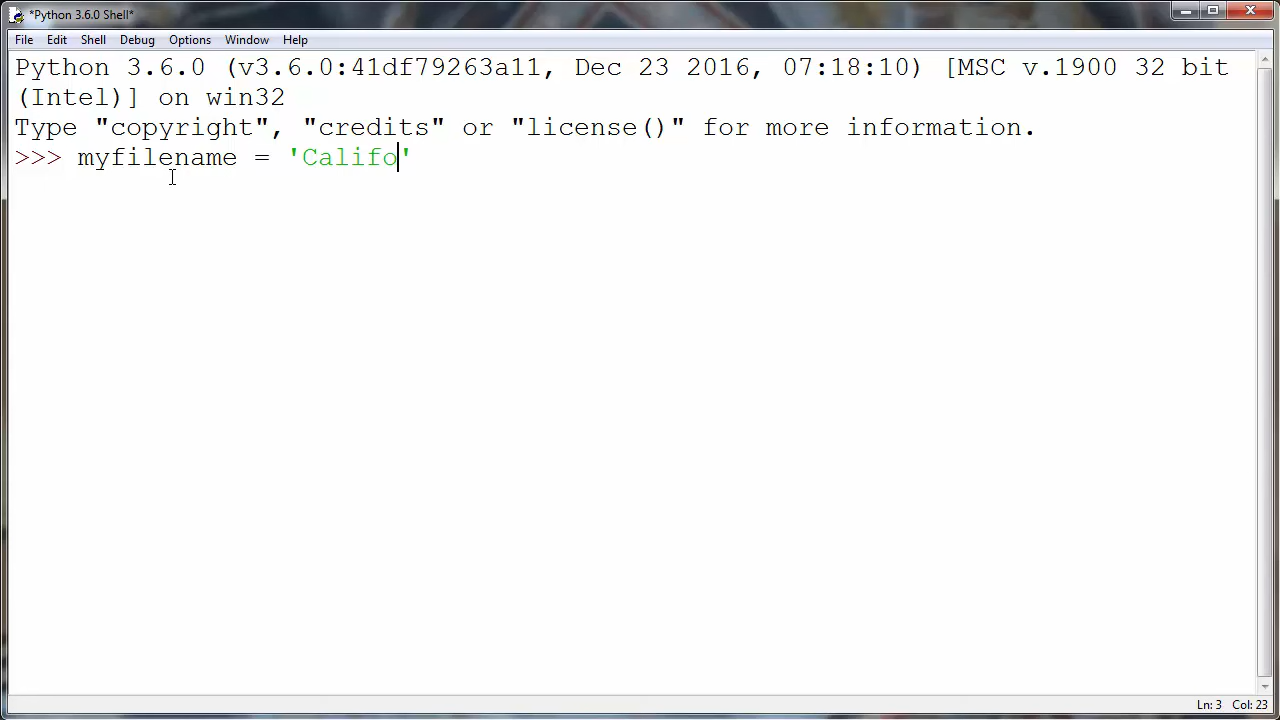 *Python 3.6.0 Shell*
File Edit Shell Debug Options Window Help
Python 3.6.0 (v3.6.0:41df79263a11, Dec 23 2016, 07:18:10) [MSC v.1900 32 bit
(Intel)] on win32
Type "copyright", "credits" or "license()" for more information.
>>> myfilename = 'Califo'
Ln: 3 Col: 23